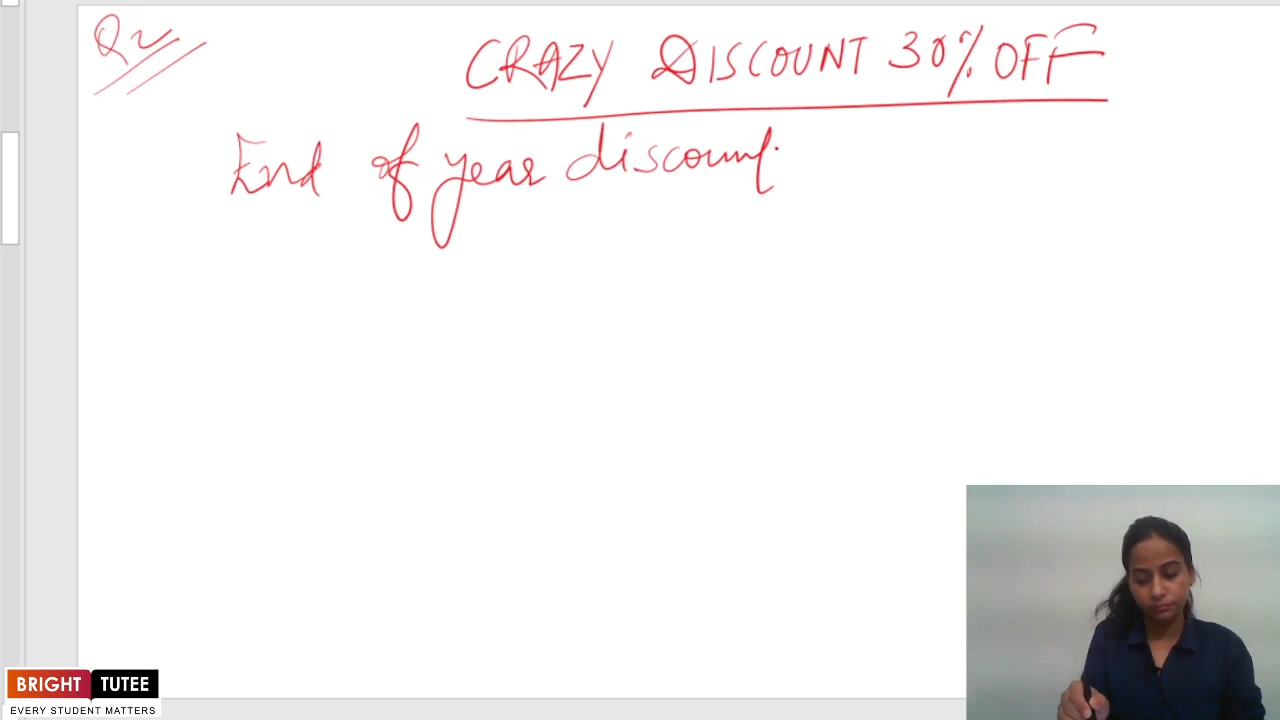 Q2
CRAZY DISCOUNT 30% OFF
End of year discount.
BRIGHT TUTEE
EVERY STUDENT MATTERS